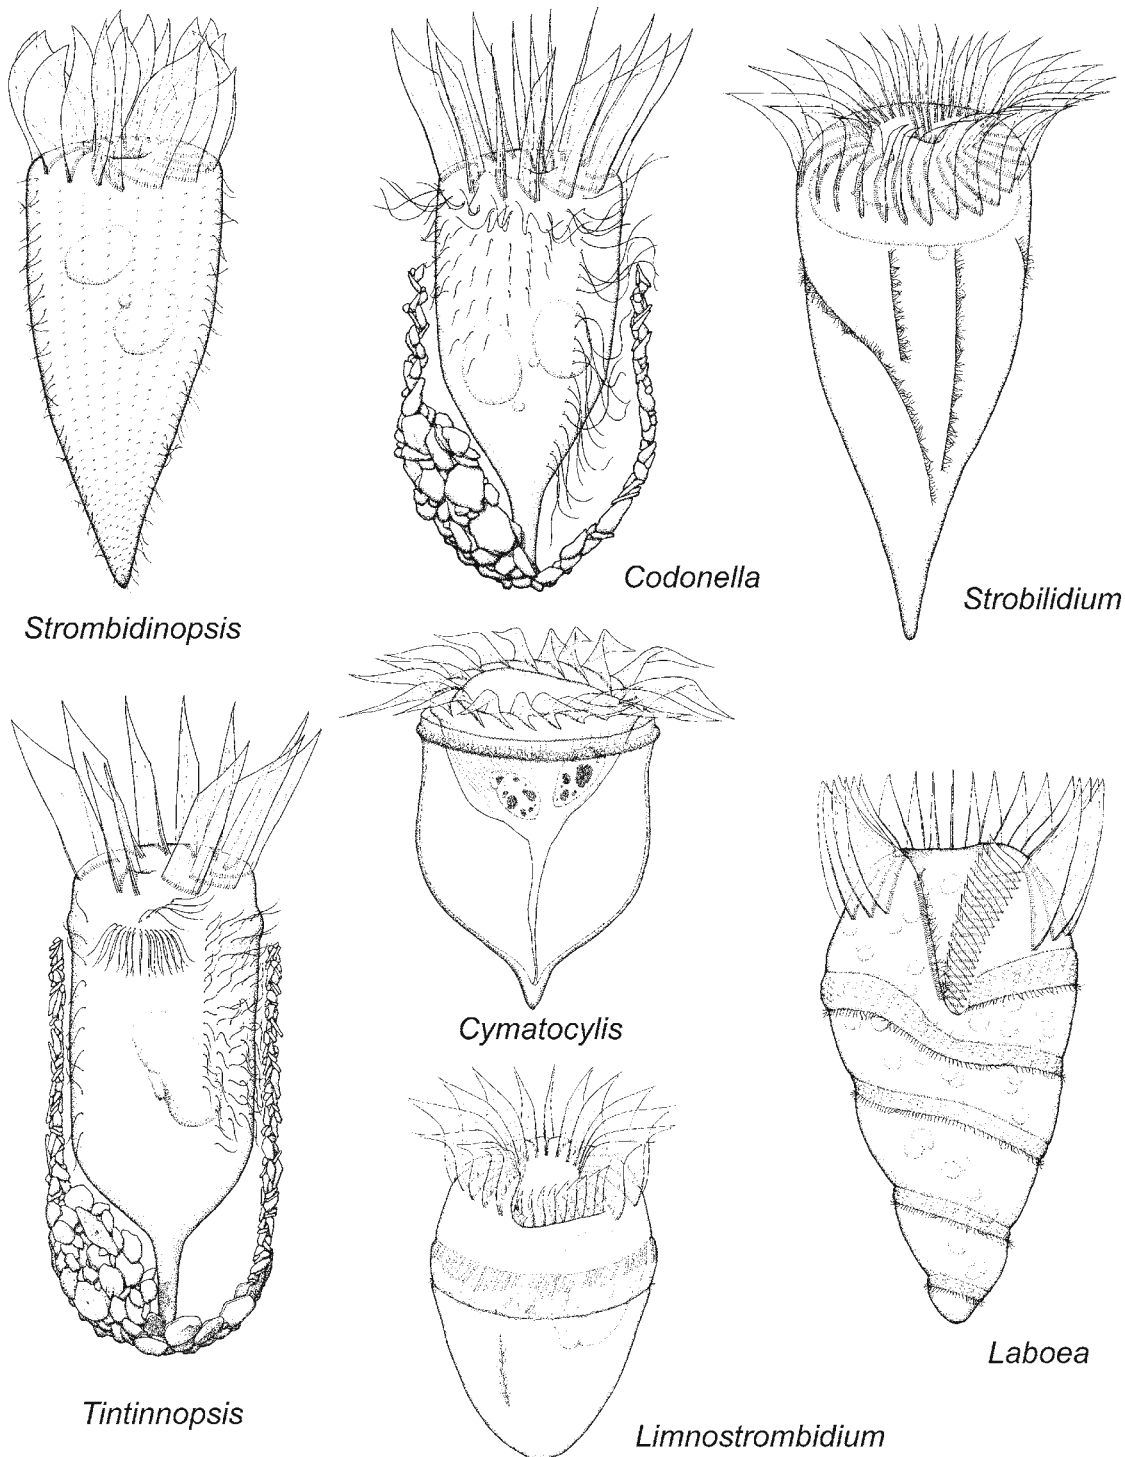 Strombidinopsis
Codonella
Strobilidium
Cymatocylis
Tintinnopsis
Limnostrombidium
Laboea